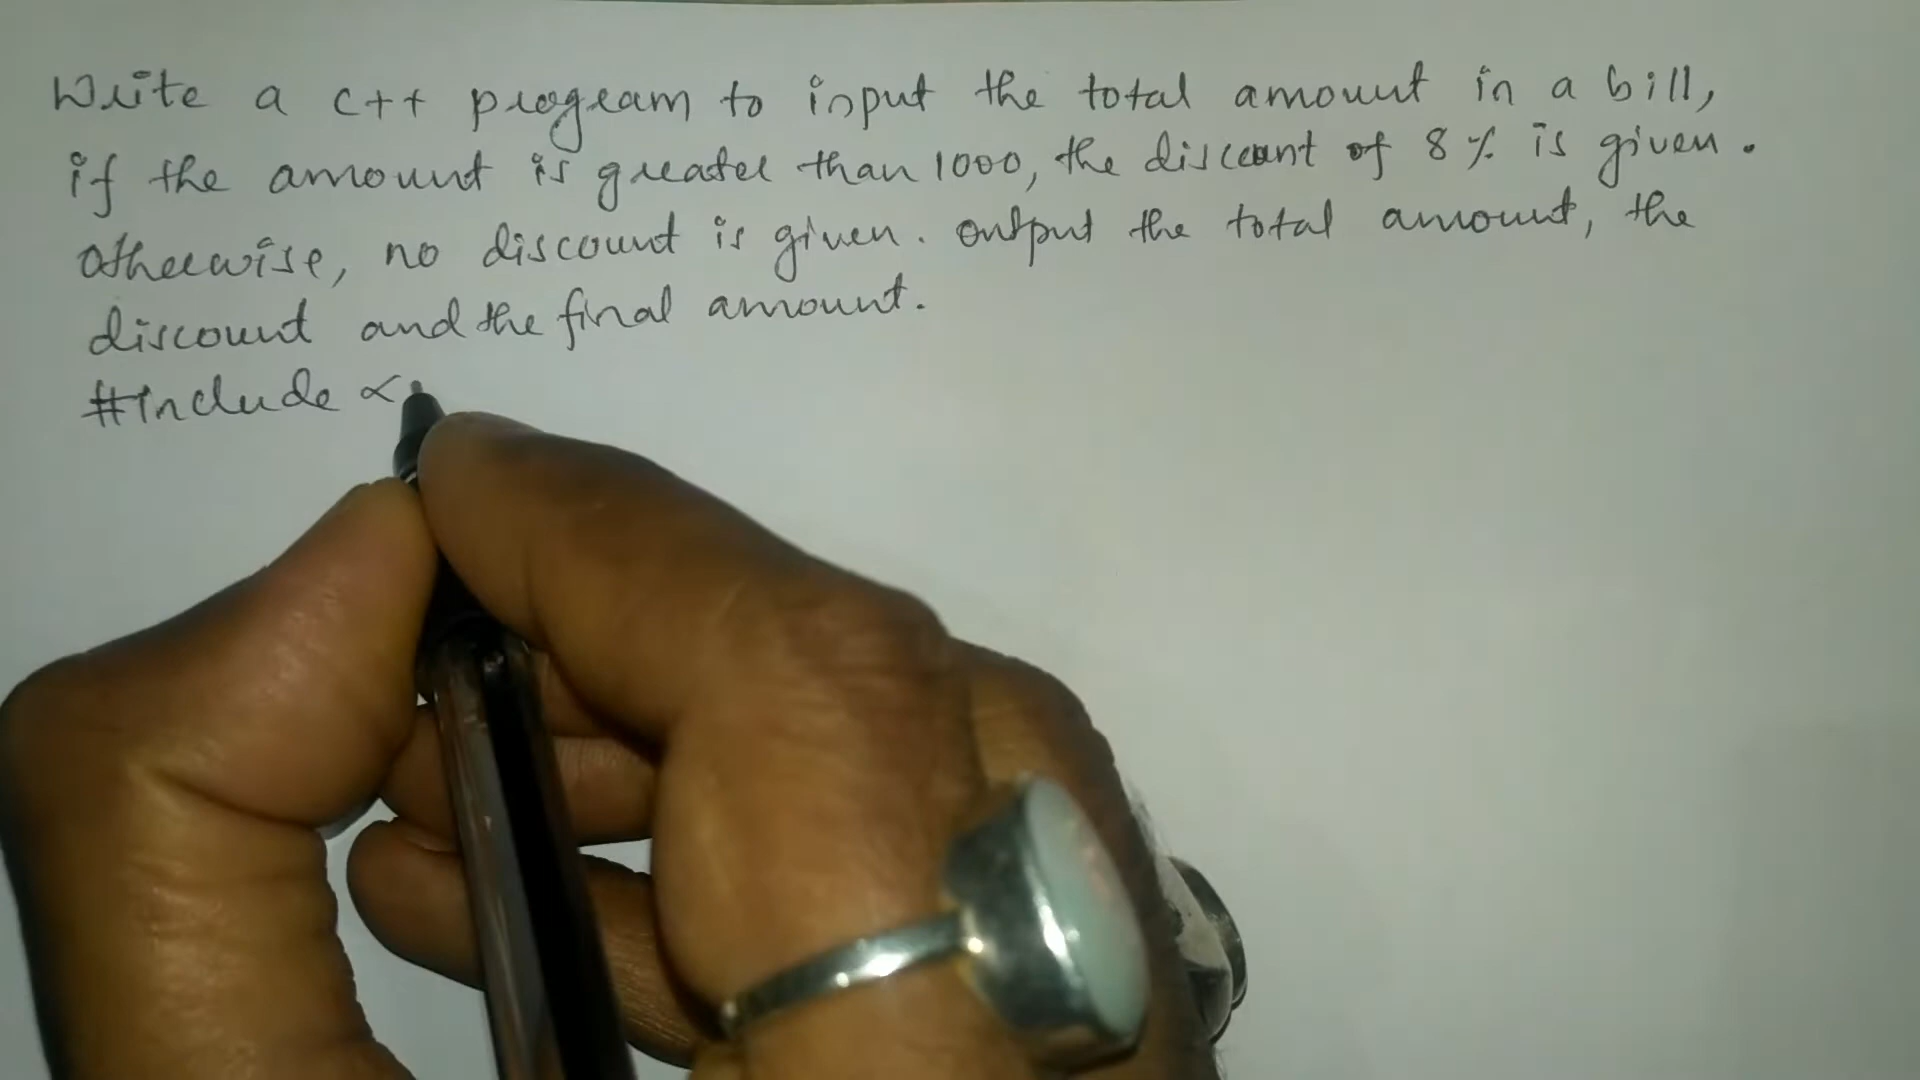 Write a c++ program to input the total amount in a bill,
if the amount is greater than 1000, the discount of 8% is given.
otherwise, no discount is given. output the total amount, the
discount and the final amount.
#include <